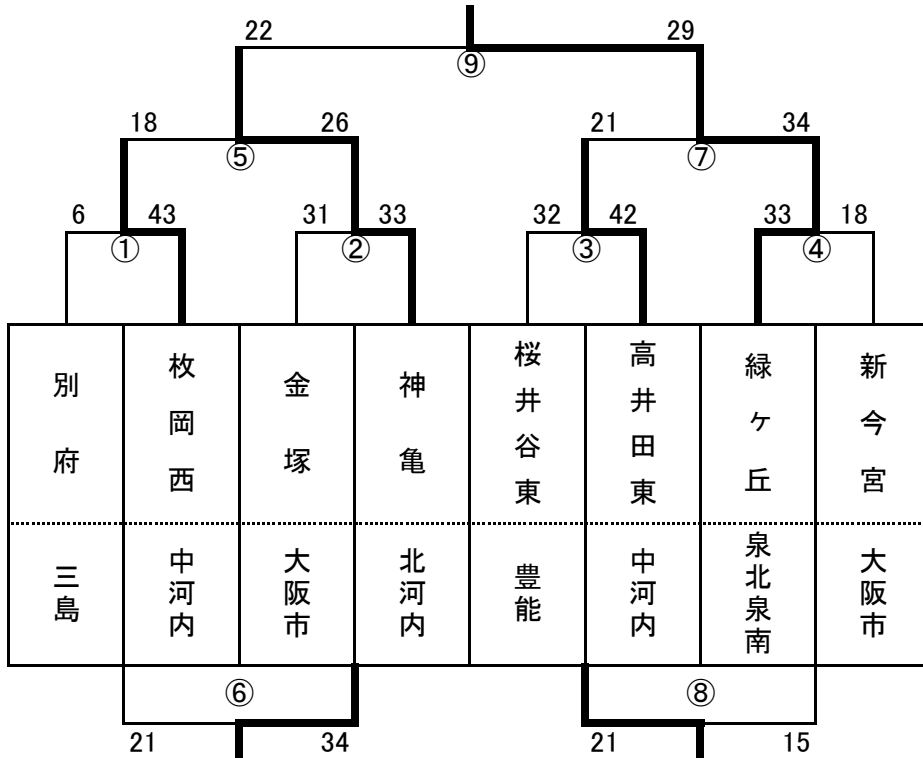 22 29
⑨
18 26 21 34
⑤ ⑦
6 43 31 33 32 42 33 18
① ② ③ ④
別府 枚岡西 金塚 神亀 桜井谷東 高井田東 緑ヶ丘 新今宮
三島 中河内 大阪市 北河内 豊能 中河内 泉北泉南 大阪市
⑥ ⑧
21 34 21 15